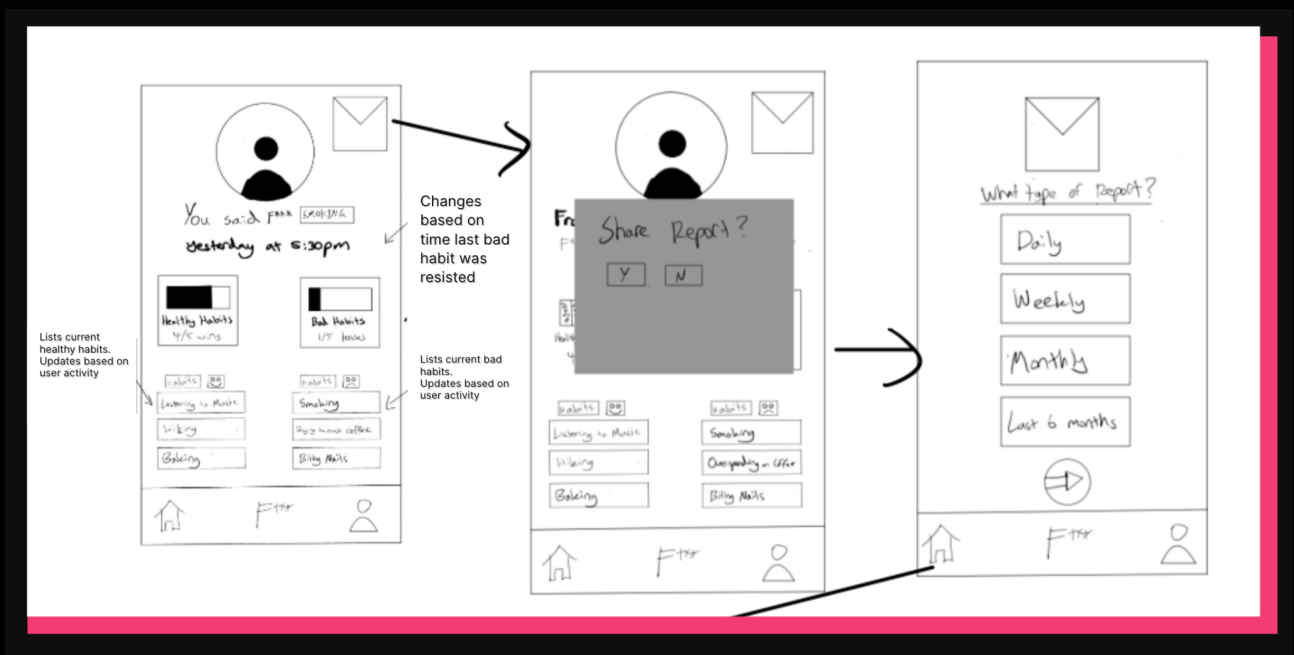 You said F*** SMOKING
Yesterday at 5:30pm
Healthy Habits
4/5 wins
Bad Habits
1/5 losses
Habits
Listening to Music
Hiking
Baking
Habits
Smoking
coffee
Biting Nails
F***
Changes
based on
time last bad
habit was
resisted
Lists current
healthy habits.
Updates based on
user activity
Lists current bad
habits.
Updates based on
user activity
Share Report?
Y N
Habits
Listening to Music
Hiking
Baking
Habits
Smoking
Overspending on Coffee
Biting Nails
F***
What type of Report?
Daily
Weekly
Monthly
Last 6 months
F***